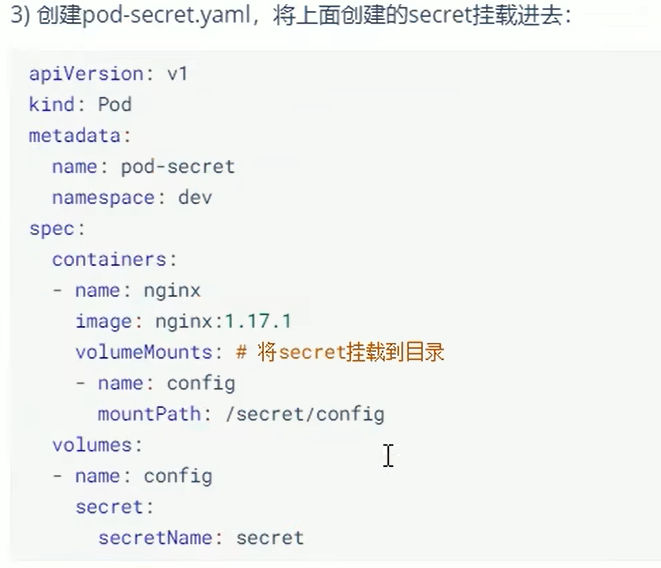 3) 创建pod-secret.yaml，将上面创建的secret挂载进去：
apiVersion: v1
kind: Pod
metadata:
  name: pod-secret
  namespace: dev
spec:
  containers:
  - name: nginx
    image: nginx:1.17.1
    volumeMounts: # 将secret挂载到目录
    - name: config
      mountPath: /secret/config
  volumes:
  - name: config
    secret:
      secretName: secret